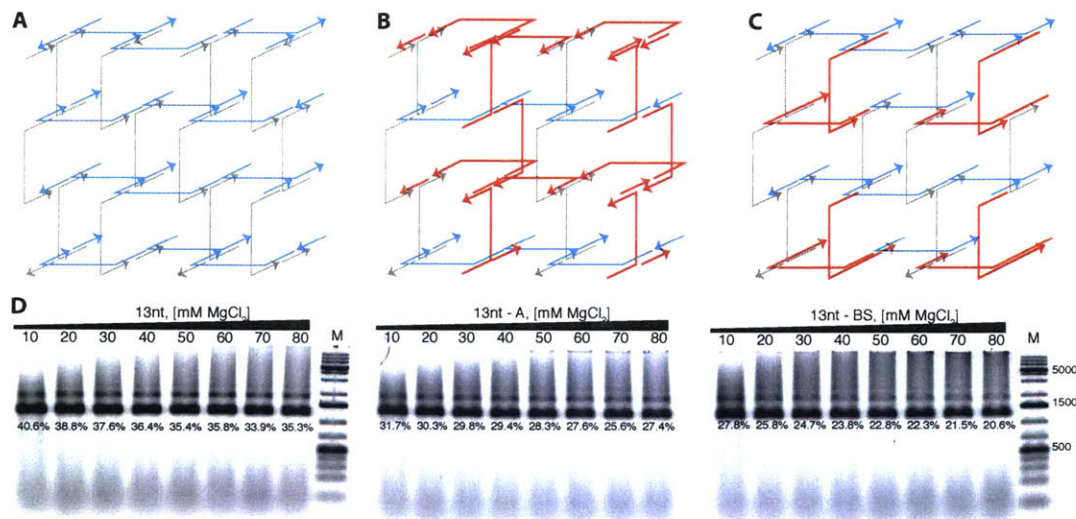 A B C
D 13nt, [mM MgCl2] 13nt - A, [mM MgCl2] 13nt - BS, [mM MgCl2]
10 20 30 40 50 60 70 80 M 10 20 30 40 50 60 70 80 10 20 30 40 50 60 70 80 M
5000
1500
40.6% 38.8% 37.6% 36.4% 35.4% 35.8% 33.9% 35.3% 31.7% 30.3% 29.8% 29.4% 28.3% 27.6% 25.6% 27.4% 27.8% 25.8% 24.7% 23.8% 22.8% 22.3% 21.5% 20.6%
500